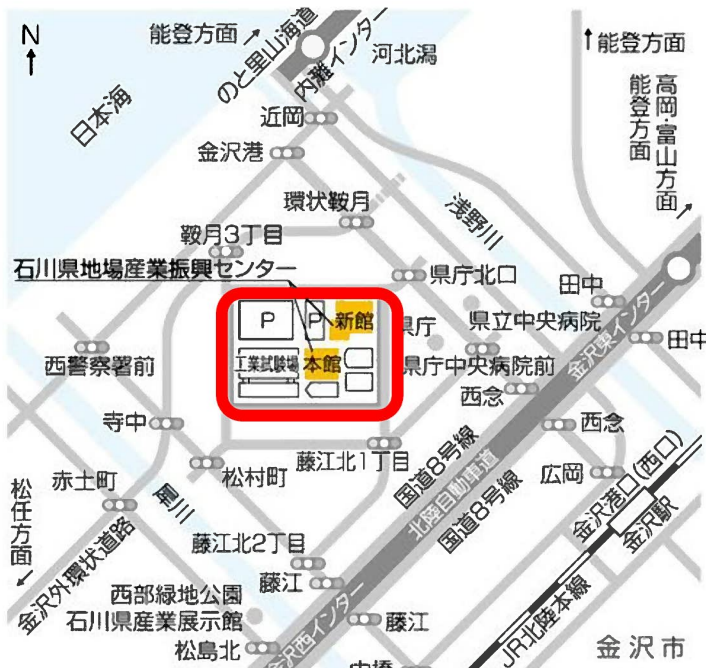 N
能登方面
のと里山海道
内灘インター
河北潟
能登方面
高岡・富山方面
能登方面
日本海
近岡
金沢港
浅野川
環状鞍月
鞍月3丁目
石川県地場産業振興センター
県庁北口
田中
P
P
新館
県庁
県立中央病院
田中
工業試験場
本館
西警察署前
県庁中央病院前
金沢東インター
西念
寺中
西念
藤江北1丁目
国道8号線
北陸自動車道
国道8号線
松村町
広岡
金沢港口(西口)
金沢駅
赤土町
松任方面
金沢外環状道路
藤江北2丁目
藤江
西部緑地公園
石川県産業展示館
藤江
松島北
金沢西インター
JR北陸本線
金沢市